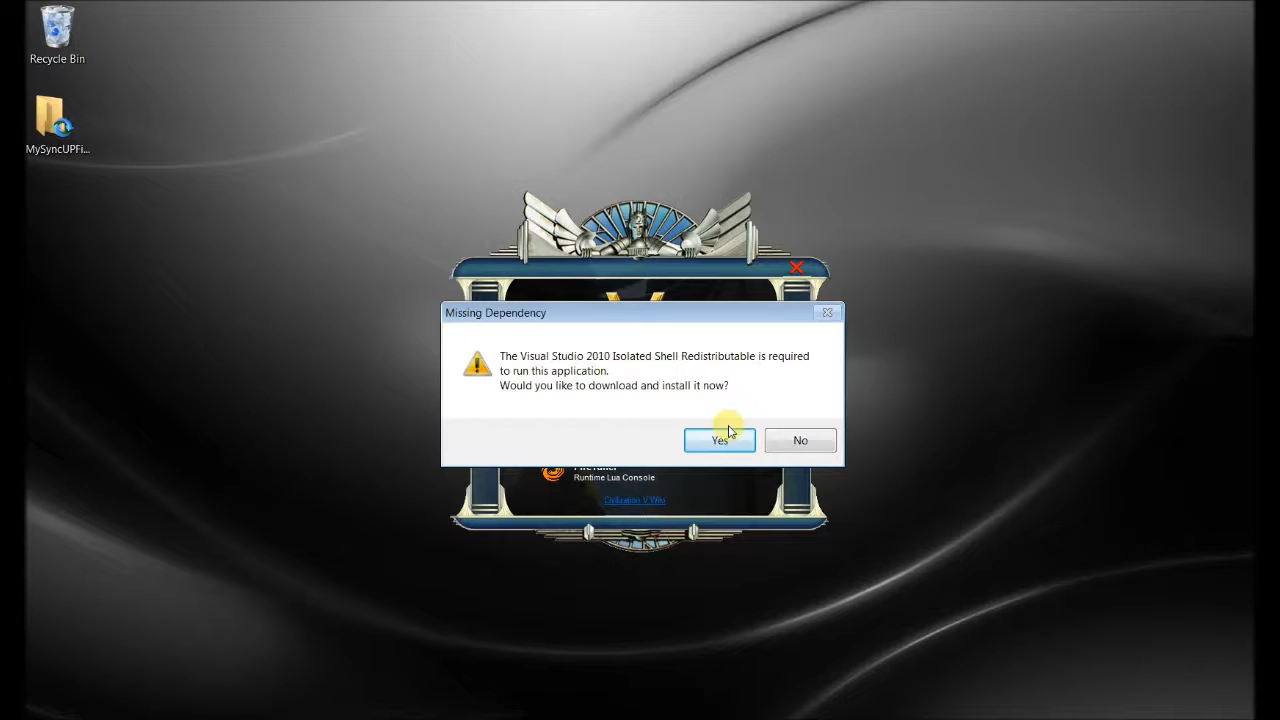 Recycle Bin
MySyncUPFi...
Missing Dependency
The Visual Studio 2010 Isolated Shell Redistributable is required
to run this application.
Would you like to download and install it now?
Yes
No
Runtime Lua Console
Civilization V Wiki